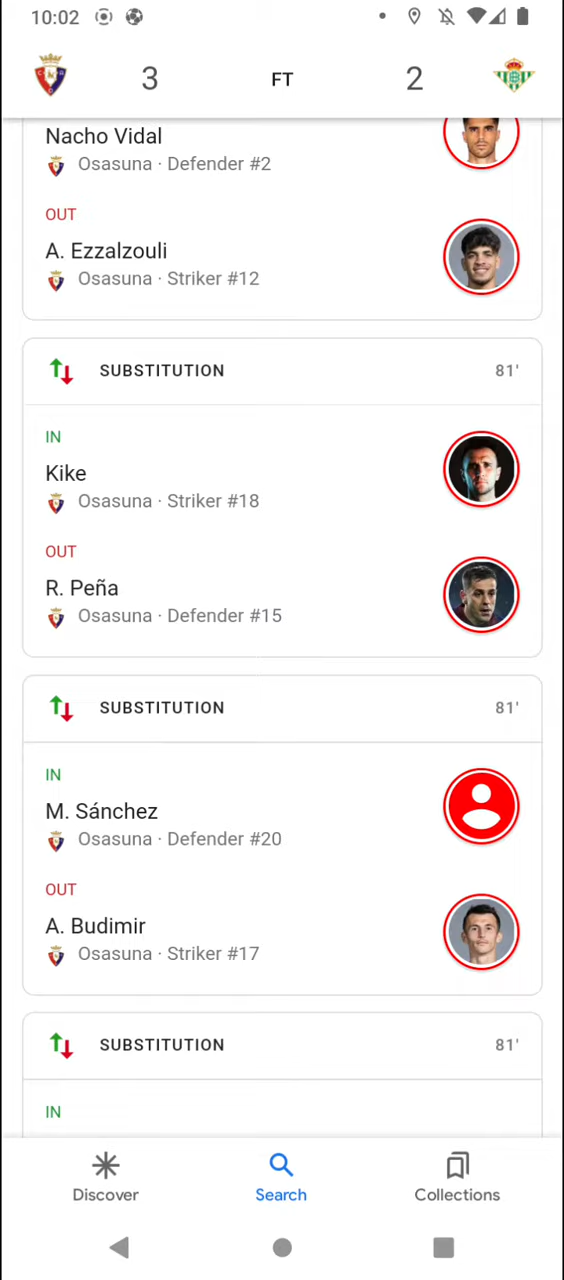 10:02
3 FT 2
Nacho Vidal
Osasuna · Defender #2
OUT
A. Ezzalzouli
Osasuna · Striker #12
SUBSTITUTION 81'
IN
Kike
Osasuna · Striker #18
OUT
R. Peña
Osasuna · Defender #15
SUBSTITUTION 81'
IN
M. Sánchez
Osasuna · Defender #20
OUT
A. Budimir
Osasuna · Striker #17
SUBSTITUTION 81'
IN
Discover Search Collections